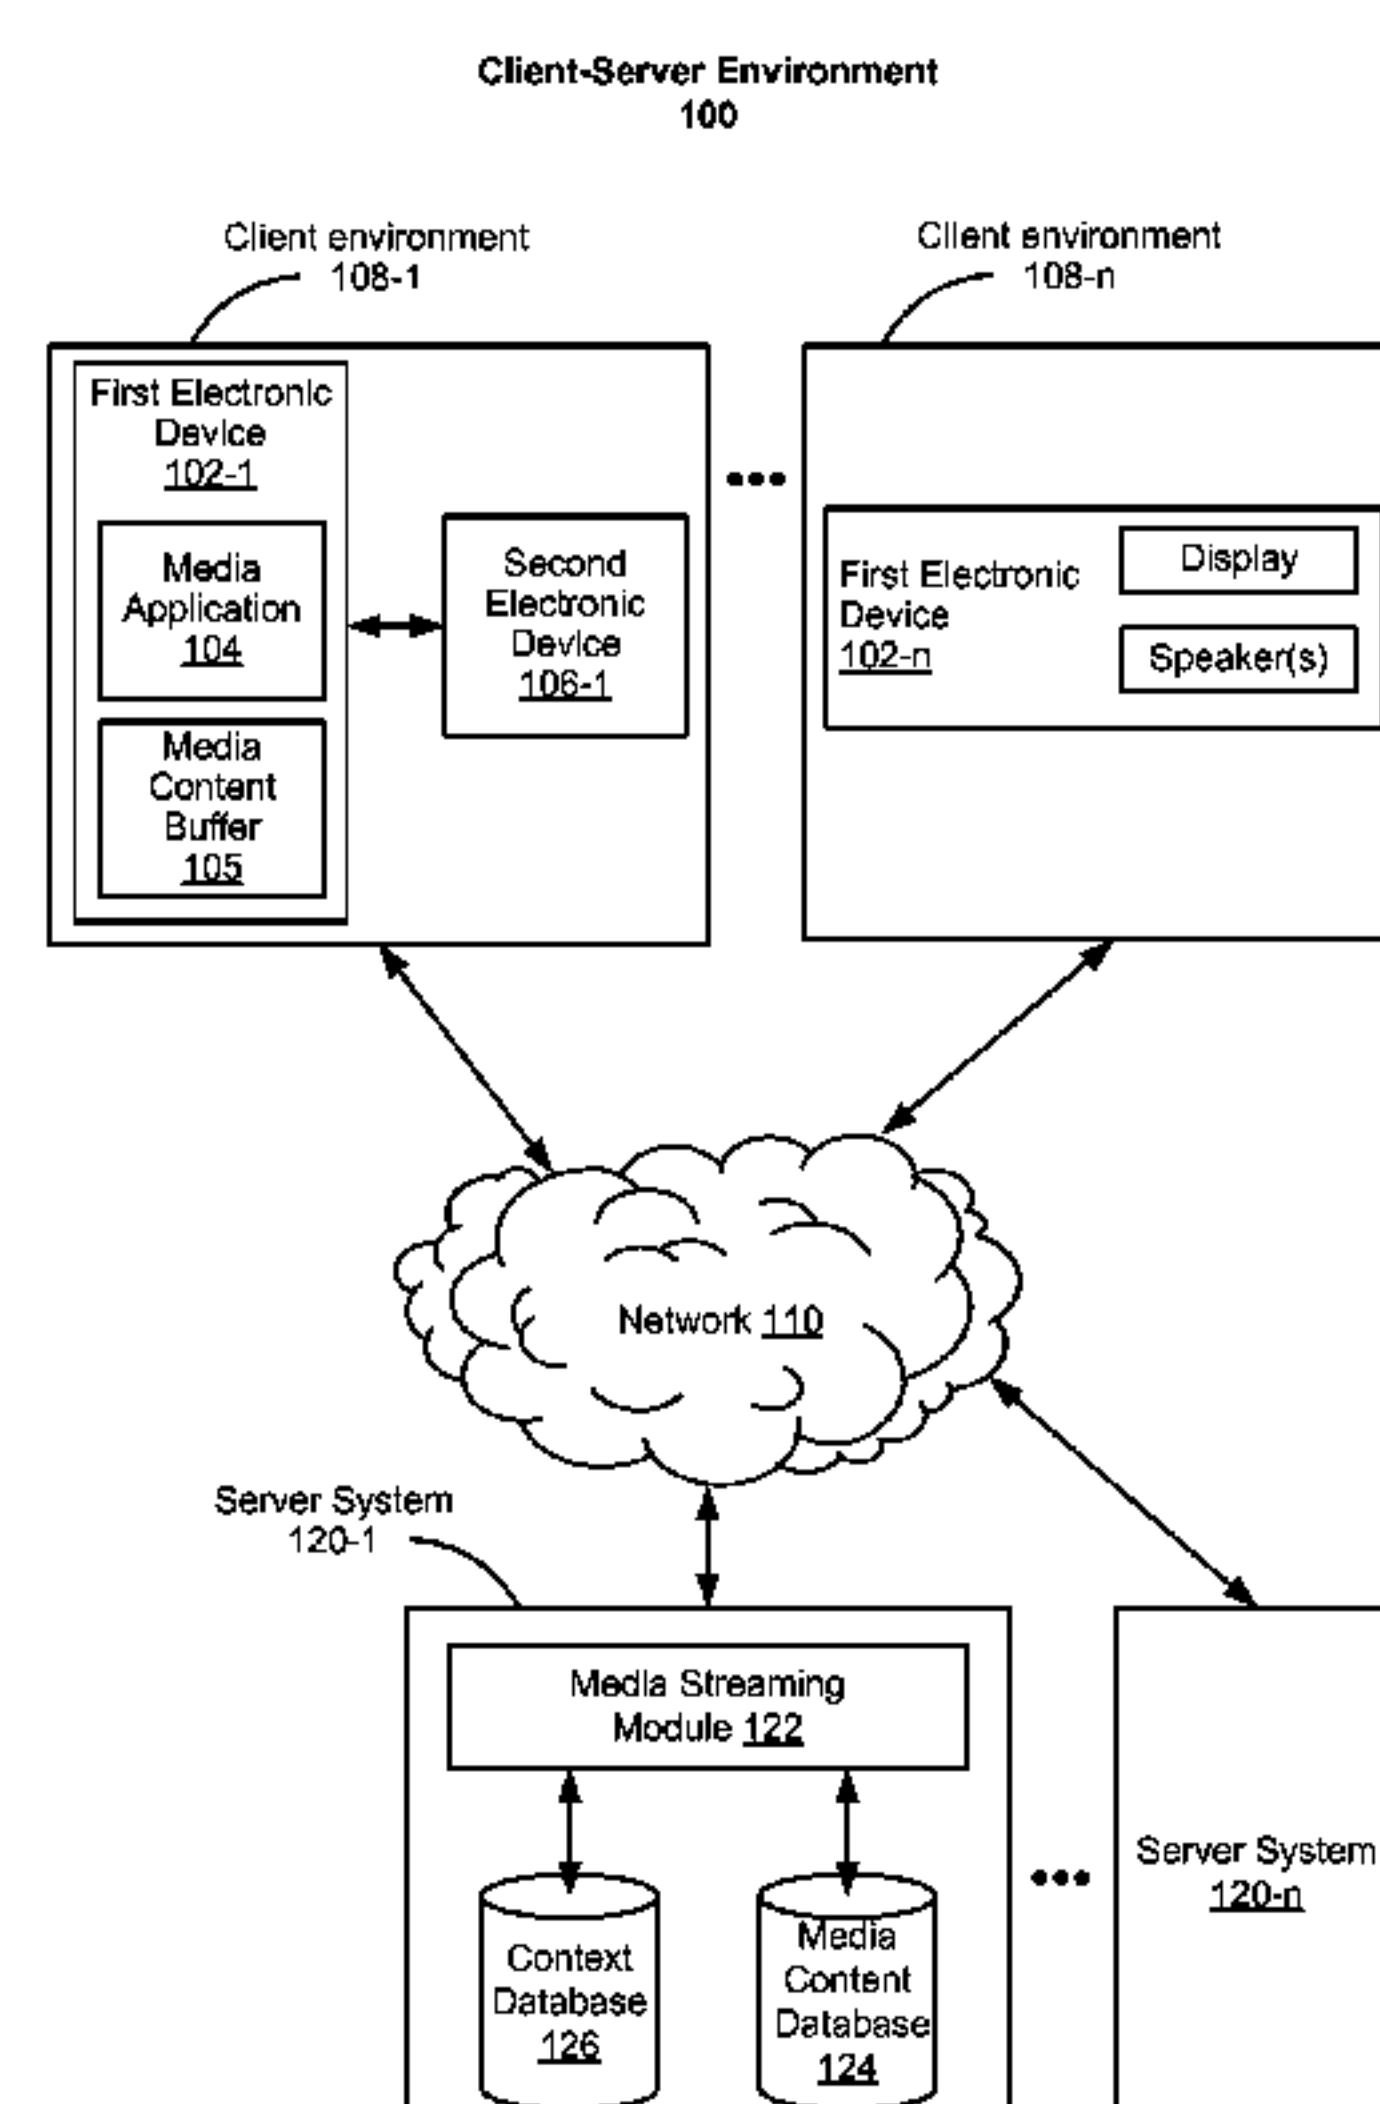 Client-Server Environment
100
Client environment
108-1
Client environment
108-n
First Electronic
Device
102-1
Media
Application
104
Media
Content
Buffer
105
Second
Electronic
Device
106-1
First Electronic
Device
102-n
Display
Speaker(s)
Network 110
Server System
120-1
Media Streaming
Module 122
Context
Database
126
Media
Content
Database
124
Server System
120-n